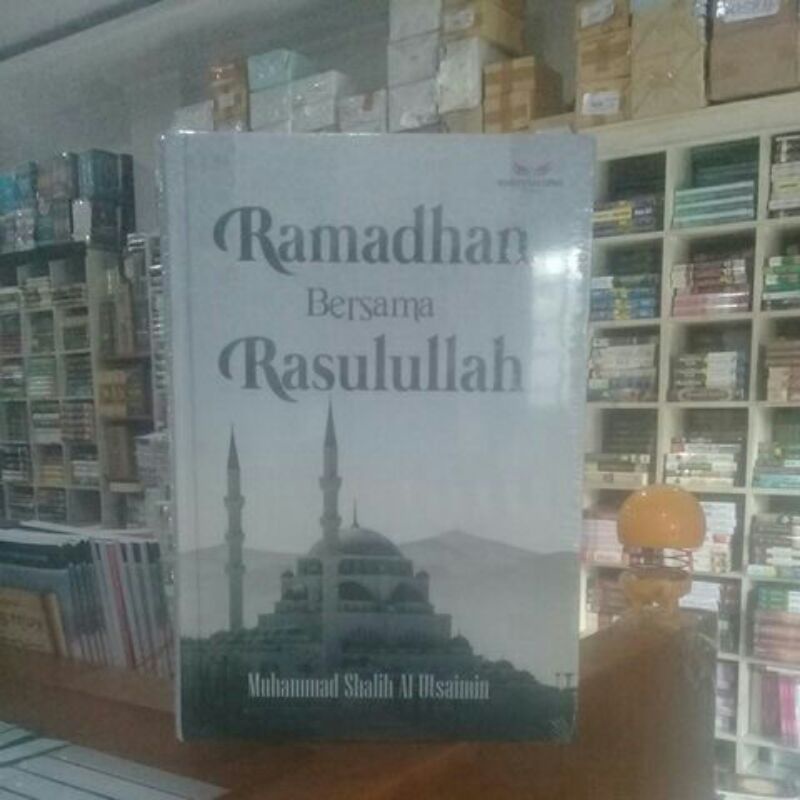 Ramadhan
Bersama
Rasulullah
Muhammad Shalih Al Utsaimin